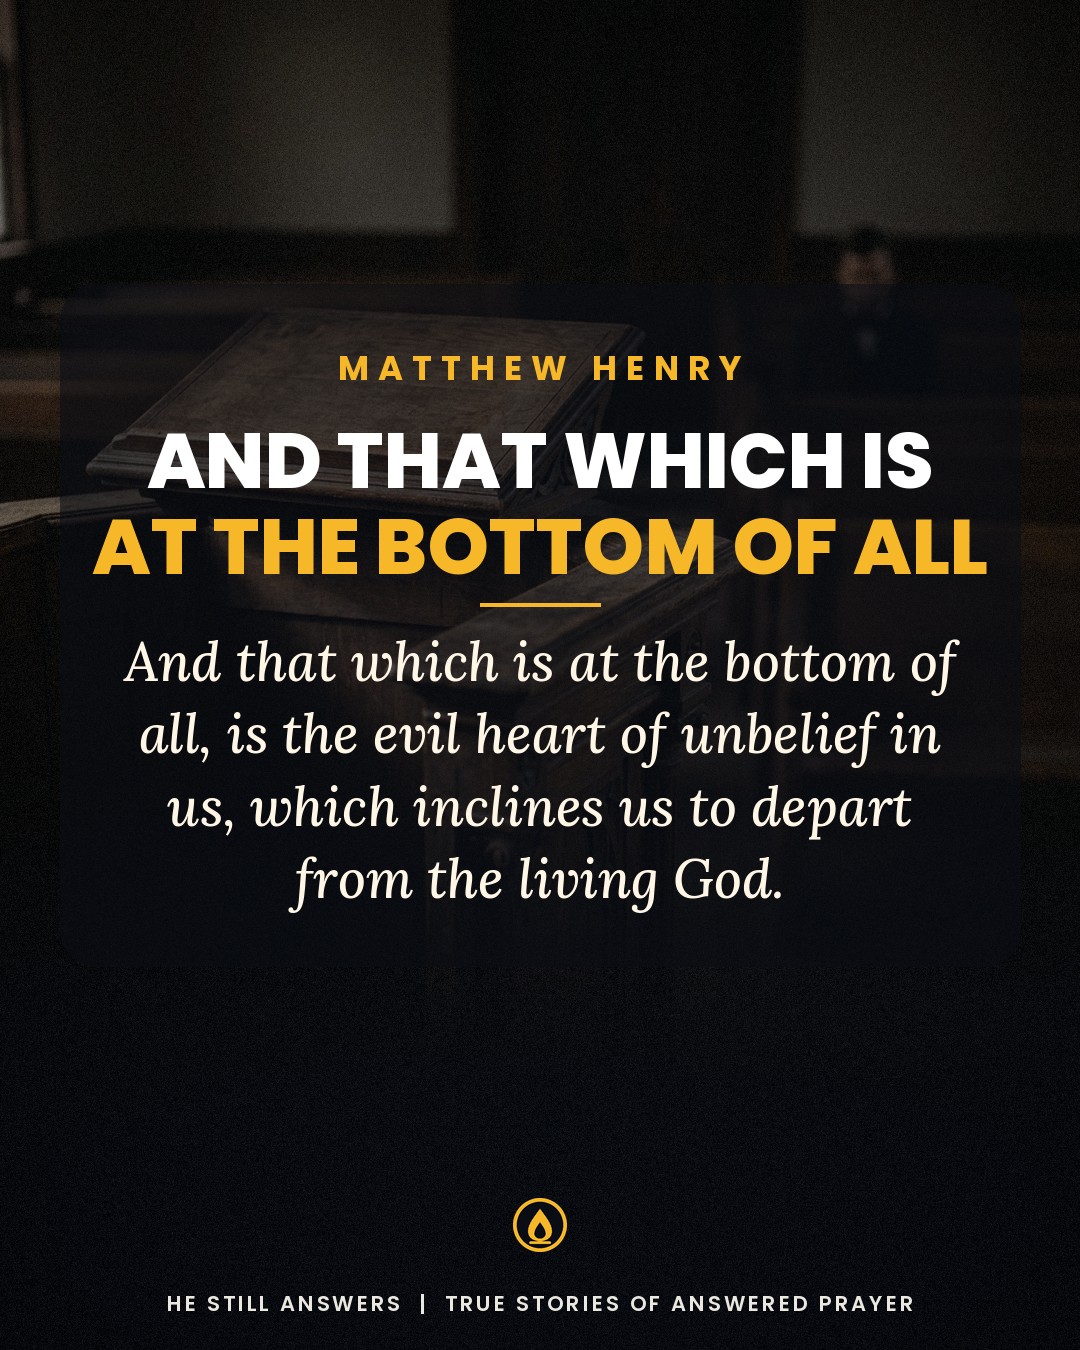 MATTHEW HENRY
AND THAT WHICH IS
AT THE BOTTOM OF ALL
And that which is at the bottom of
all, is the evil heart of unbelief in
us, which inclines us to depart
from the living God.
HE STILL ANSWERS | TRUE STORIES OF ANSWERED PRAYER